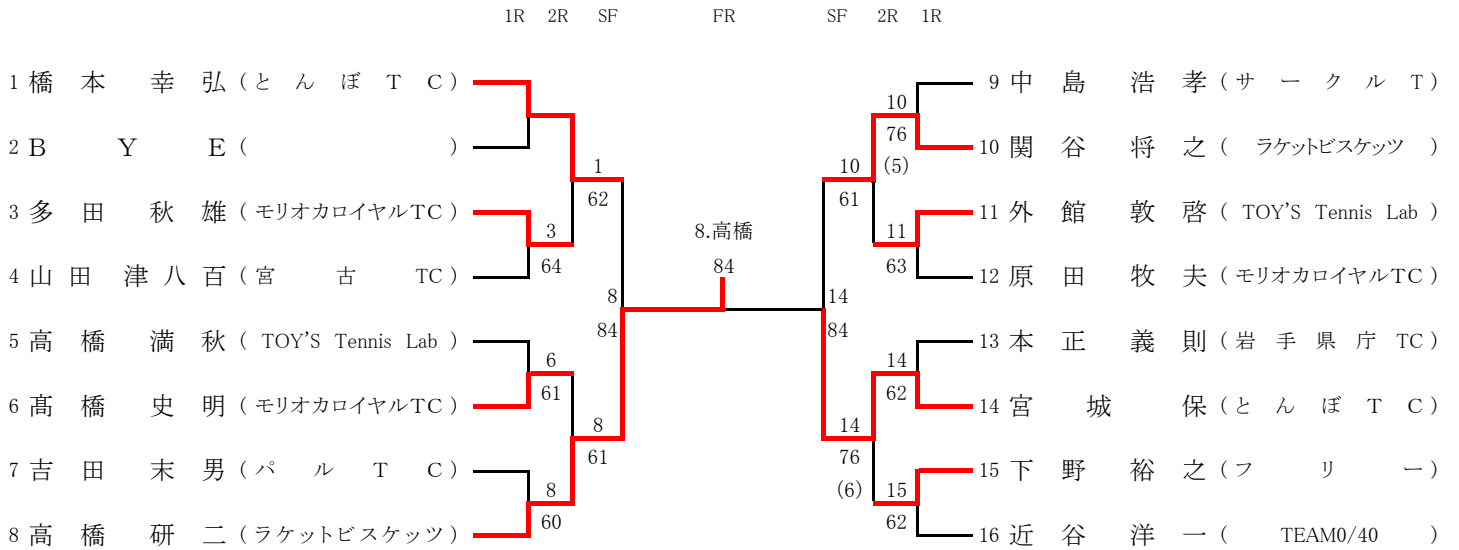 1R 2R SF FR SF 2R 1R
1 橋本 幸弘 (とんぼTC)
9 中島 浩孝 (サークルT)
10
2 BYE ( )
76
10 関谷 将之 (ラケットビスケッツ)
1
10
(5)
62
61
3 多田 秋雄 (モリオカロイヤルTC)
11 外館 敦啓 (TOY'S Tennis Lab)
3
8.高橋
11
64
84
63
4 山田 津八百 (宮古TC)
12 原田 牧夫 (モリオカロイヤルTC)
8
14
84
84
5 高橋 満秋 (TOY'S Tennis Lab)
13 本正 義則 (岩手県庁TC)
6
14
61
62
6 髙橋 史明 (モリオカロイヤルTC)
14 宮城 保 (とんぼTC)
8
14
61
76
7 吉田 末男 (パルTC)
15 下野 裕之 (フリー)
8
(6)
15
60
62
8 高橋 研二 (ラケットビスケッツ)
16 近谷 洋一 (TEAM0/40)